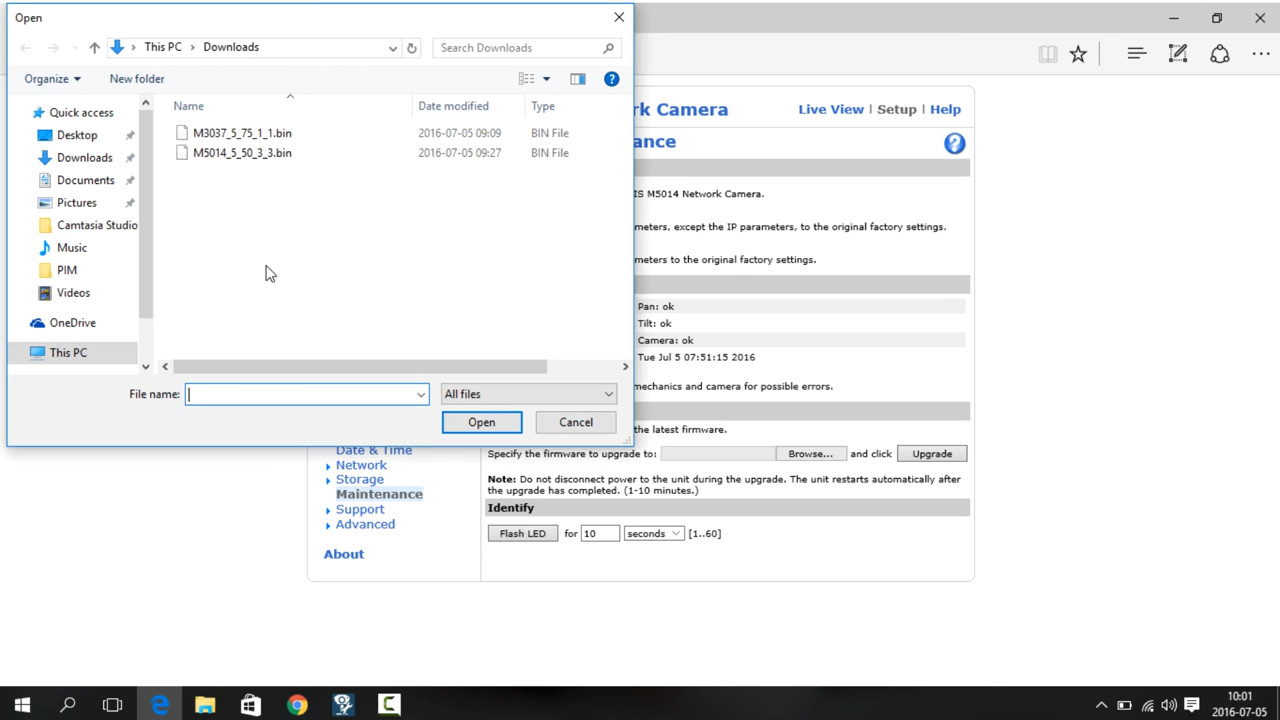 Open
This PC > Downloads
Search Downloads
Organize
New folder
Name
Date modified
Type
M3037_5_75_1_1.bin 2016-07-05 09:09 BIN File
M5014_5_50_3_3.bin 2016-07-05 09:27 BIN File
Quick access
Desktop
Downloads
Documents
Pictures
Camtasia Studio
Music
PIM
Videos
OneDrive
This PC
File name:
All files
Open
Cancel
rk Camera
Live View | Setup | Help
ance
IS M5014 Network Camera.
meters, except the IP parameters, to the original factory settings.
meters to the original factory settings.
Pan: ok
Tilt: ok
Camera: ok
Tue Jul 5 07:51:15 2016
mechanics and camera for possible errors.
the latest firmware.
Specify the firmware to upgrade to: Browse... and click Upgrade
Note: Do not disconnect power to the unit during the upgrade. The unit restarts automatically after
the upgrade has completed. (1-10 minutes.)
Identify
Flash LED for 10 seconds [1..60]
Date & Time
Network
Storage
Maintenance
Support
Advanced
About
10:01
2016-07-05